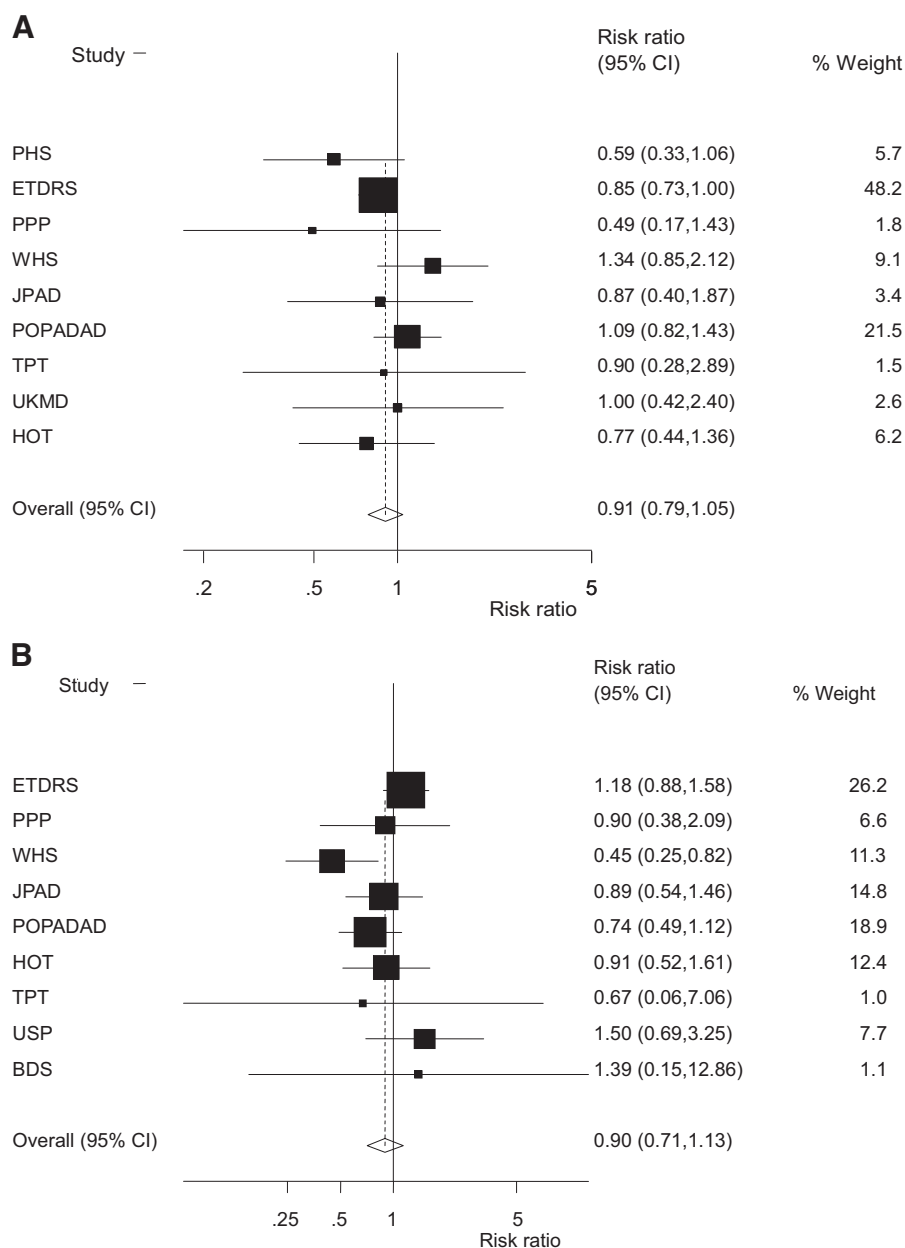 A
Study –
Risk ratio
(95% CI)
% Weight
PHS 0.59 (0.33,1.06) 5.7
ETDRS 0.85 (0.73,1.00) 48.2
PPP 0.49 (0.17,1.43) 1.8
WHS 1.34 (0.85,2.12) 9.1
JPAD 0.87 (0.40,1.87) 3.4
POPADAD 1.09 (0.82,1.43) 21.5
TPT 0.90 (0.28,2.89) 1.5
UKMD 1.00 (0.42,2.40) 2.6
HOT 0.77 (0.44,1.36) 6.2
Overall (95% CI) 0.91 (0.79,1.05)
.2 .5 1 5
Risk ratio
B
Study –
Risk ratio
(95% CI)
% Weight
ETDRS 1.18 (0.88,1.58) 26.2
PPP 0.90 (0.38,2.09) 6.6
WHS 0.45 (0.25,0.82) 11.3
JPAD 0.89 (0.54,1.46) 14.8
POPADAD 0.74 (0.49,1.12) 18.9
HOT 0.91 (0.52,1.61) 12.4
TPT 0.67 (0.06,7.06) 1.0
USP 1.50 (0.69,3.25) 7.7
BDS 1.39 (0.15,12.86) 1.1
Overall (95% CI) 0.90 (0.71,1.13)
.25 .5 1 5
Risk ratio